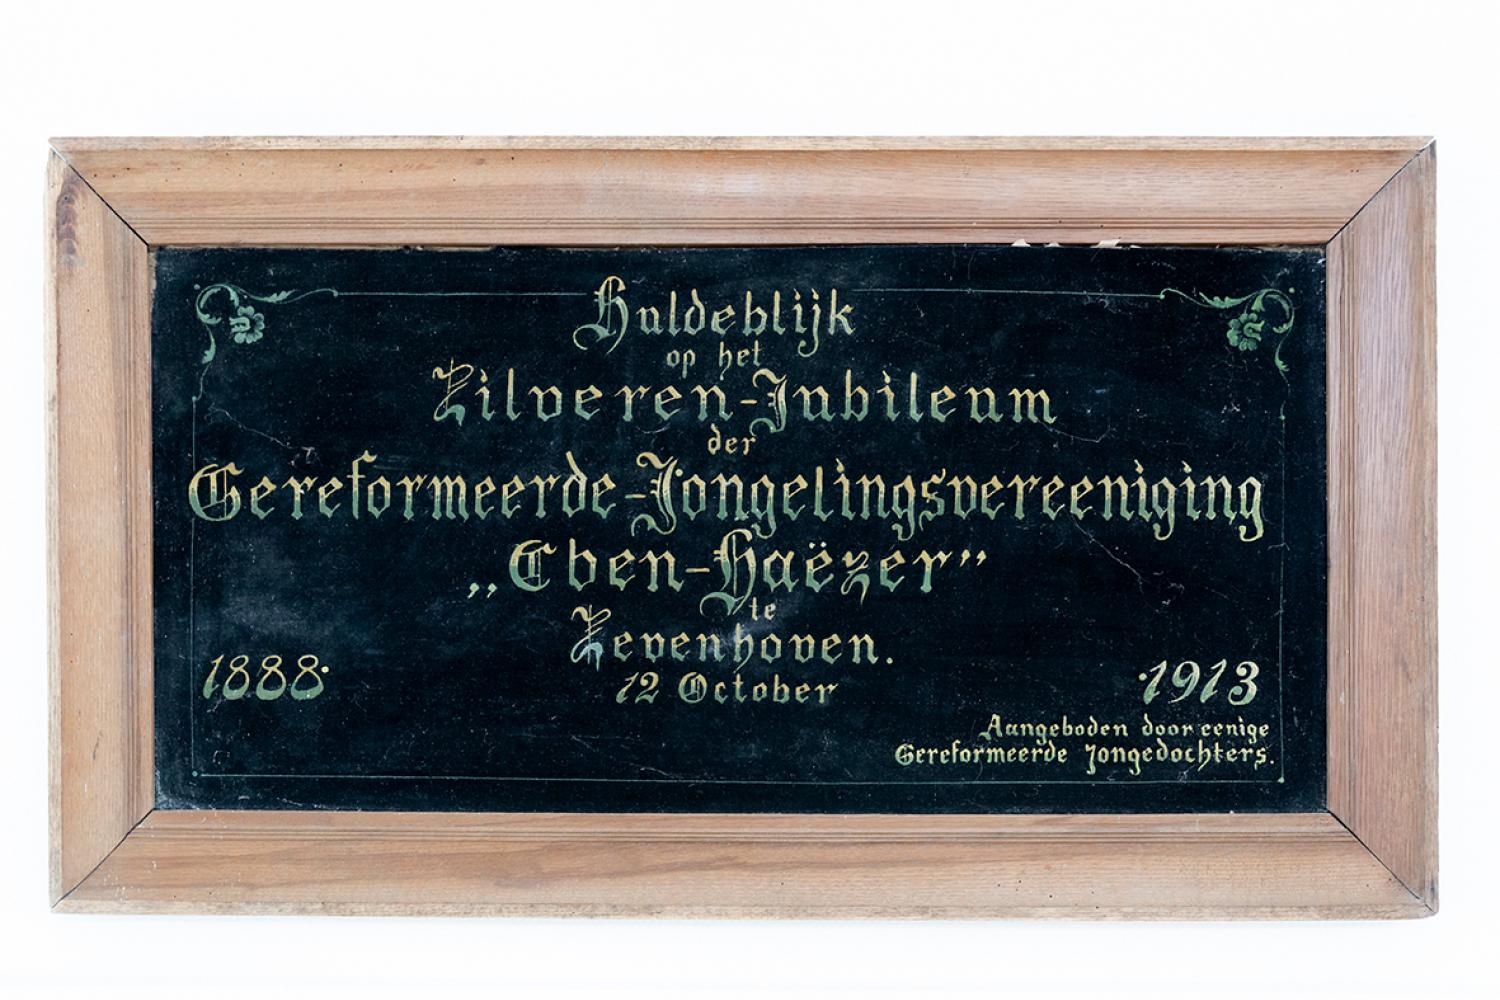 Huldeblijk
op het
Zilveren-Jubileum
der
Gereformeerde-Jongelingsvereeniging
„Eben-Haëzer”
te
Zevenhoven.
12 October
1888·
·1913
Aangeboden door eenige
Gereformeerde Jongedochters.